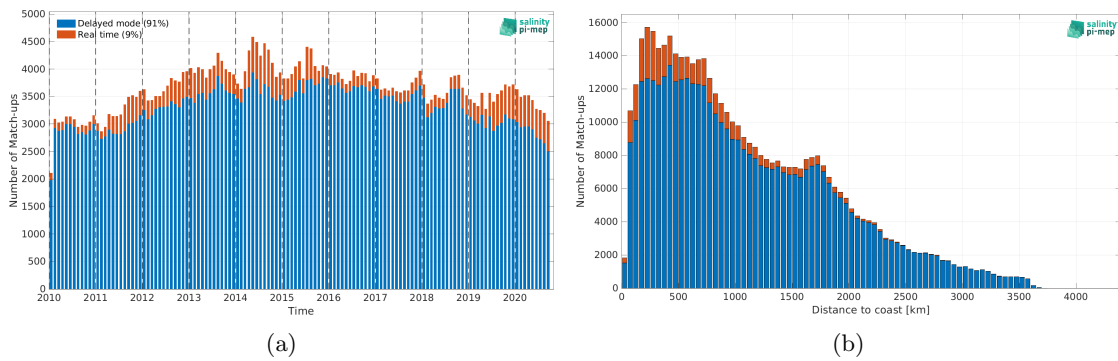 5000
4500
4000
3500
3000
2500
2000
1500
1000
500
0
Number of Match-ups
Delayed mode (91%)
Real time (9%)
salinity
pi-mep
2010 2011 2012 2013 2014 2015 2016 2017 2018 2019 2020
Time
(a)
16000
14000
12000
10000
8000
6000
4000
2000
0
Number of Match-ups
salinity
pi-mep
0 500 1000 1500 2000 2500 3000 3500 4000
Distance to coast [km]
(b)